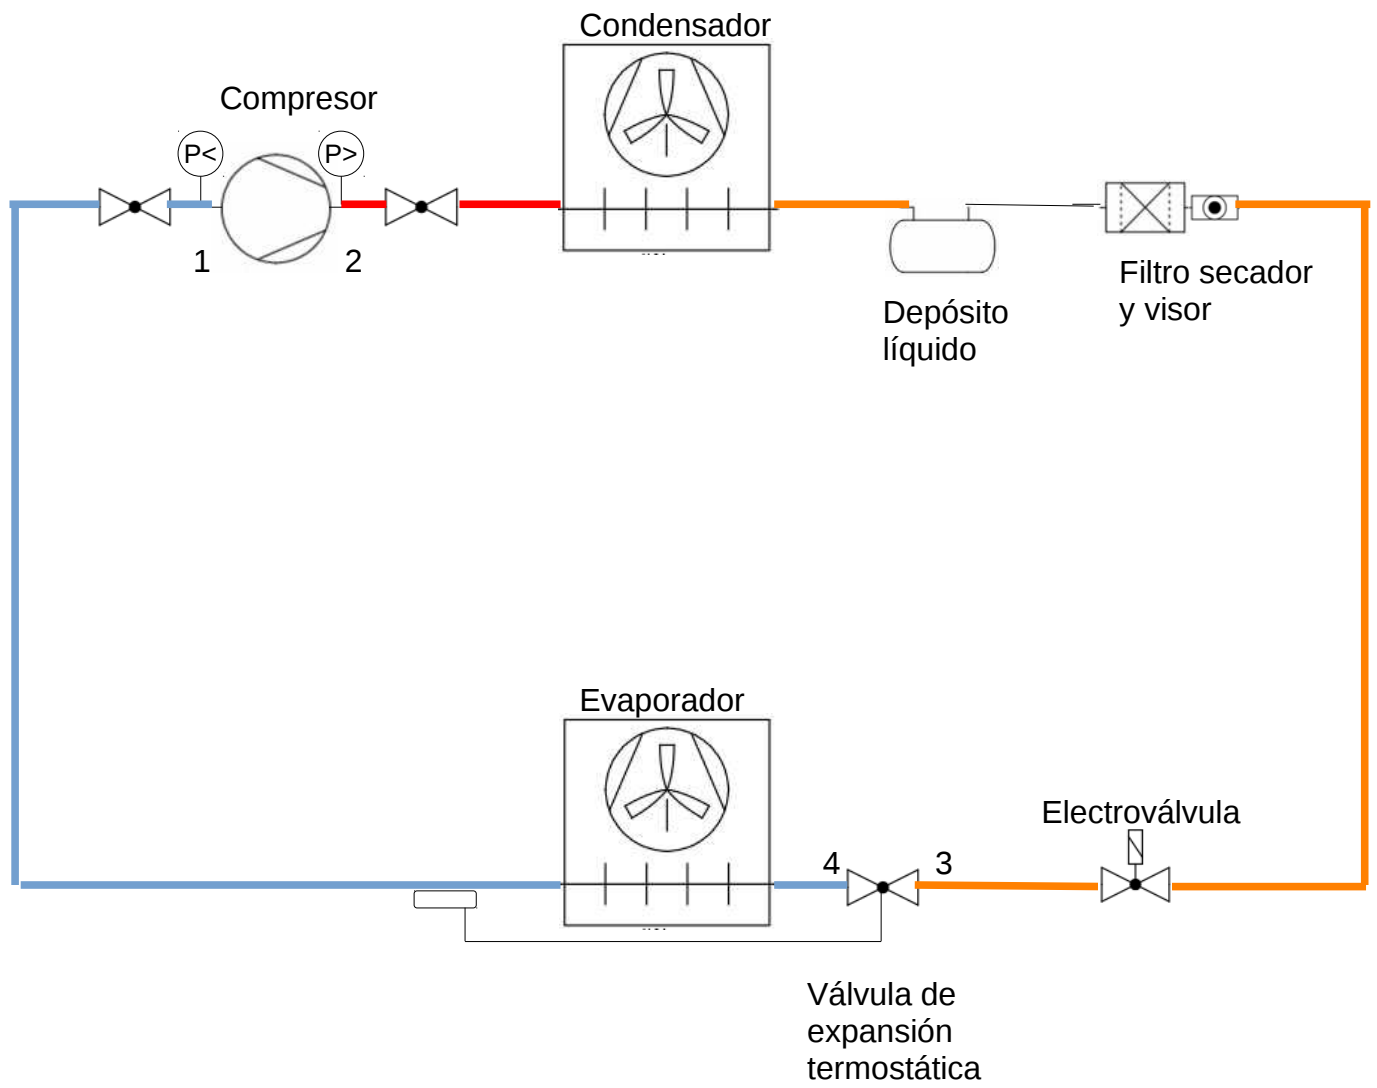 Condensador
Compresor
P<
P>
1
2
Filtro secador
y visor
Depósito
líquido
Evaporador
Electroválvula
4
3
Válvula de
expansión
termostática